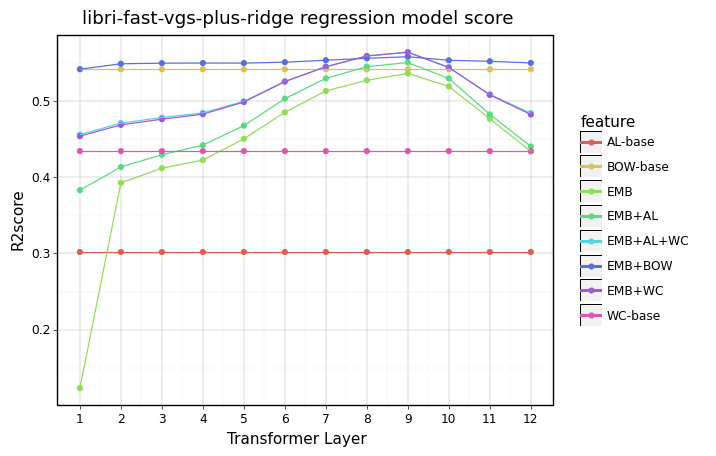 libri-fast-vgs-plus-ridge regression model score
R2score
0.5
0.4
0.3
0.2
1 2 3 4 5 6 7 8 9 10 11 12
Transformer Layer
feature
AL-base
BOW-base
EMB
EMB+AL
EMB+AL+WC
EMB+BOW
EMB+WC
WC-base